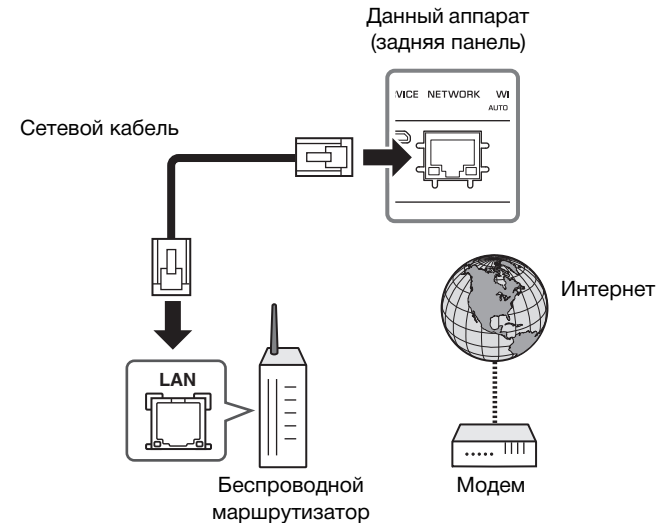 Данный аппарат
(задняя панель)
VICE NETWORK WI
AUTO
Сетевой кабель
Интернет
LAN
Беспроводной
маршрутизатор
Модем